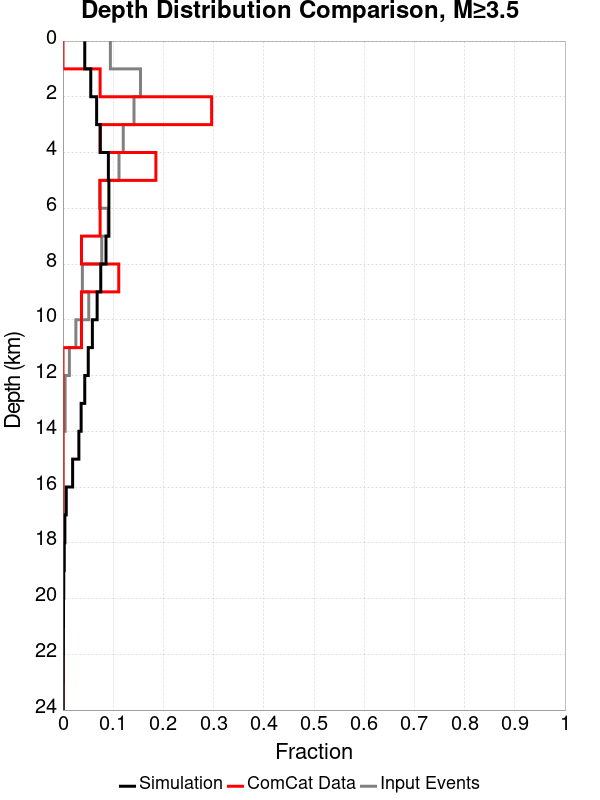 Depth Distribution Comparison, M≥3.5
0
2
4
6
8
10
12
14
16
18
20
22
24
Depth (km)
0 0.1 0.2 0.3 0.4 0.5 0.6 0.7 0.8 0.9 1
Fraction
Simulation ComCat Data Input Events